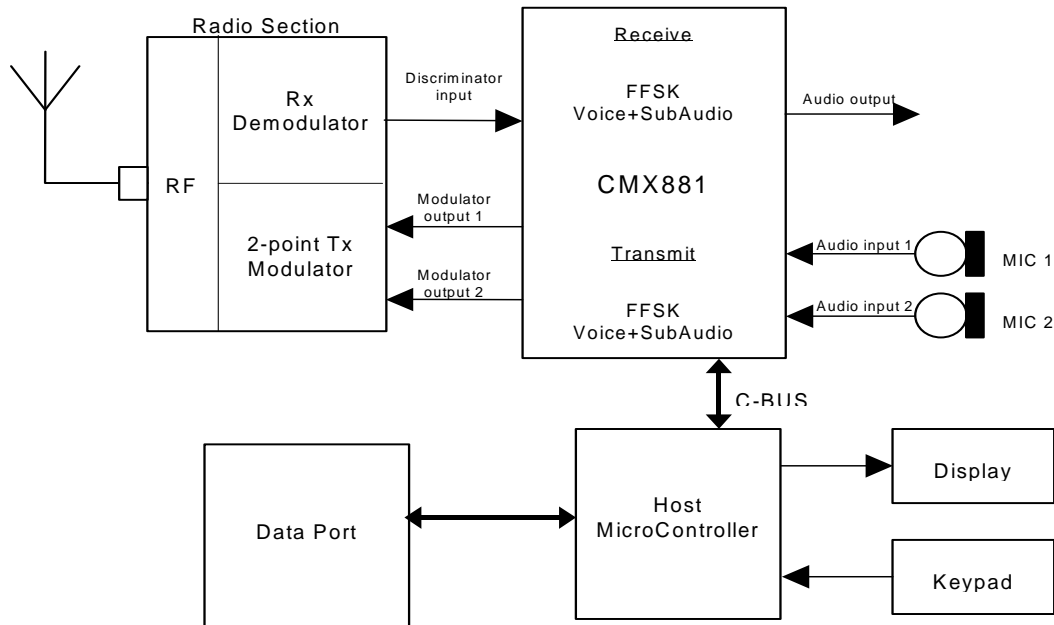 Radio Section
RF
Rx
Demodulator
2-point Tx
Modulator
Discriminator
input
Modulator
output 1
Modulator
output 2
Receive
FFSK
Voice+SubAudio
CMX881
Transmit
FFSK
Voice+SubAudio
Audio output
Audio input 1
MIC 1
Audio input 2
MIC 2
C-BUS
Data Port
Host
MicroController
Display
Keypad